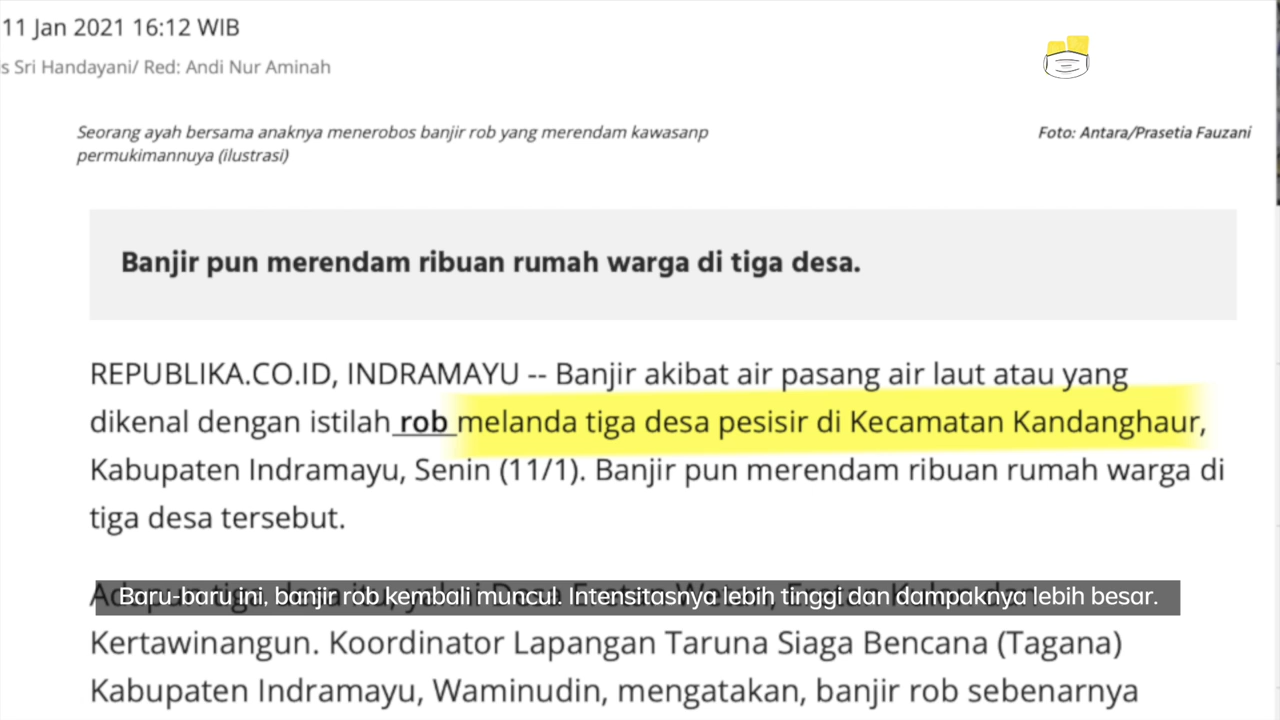 11 Jan 2021 16:12 WIB
s Sri Handayani/ Red: Andi Nur Aminah
Seorang ayah bersama anaknya menerobos banjir rob yang merendam kawasanp
permukimannuya (ilustrasi)
Foto: Antara/Prasetia Fauzani
Banjir pun merendam ribuan rumah warga di tiga desa.
REPUBLIKA.CO.ID, INDRAMAYU -- Banjir akibat air pasang air laut atau yang
dikenal dengan istilah rob melanda tiga desa pesisir di Kecamatan Kandanghaur,
Kabupaten Indramayu, Senin (11/1). Banjir pun merendam ribuan rumah warga di
tiga desa tersebut.
Baru-baru ini, banjir rob kembali muncul. Intensitasnya lebih tinggi dan dampaknya lebih besar.
Kertawinangun. Koordinator Lapangan Taruna Siaga Bencana (Tagana)
Kabupaten Indramayu, Waminudin, mengatakan, banjir rob sebenarnya